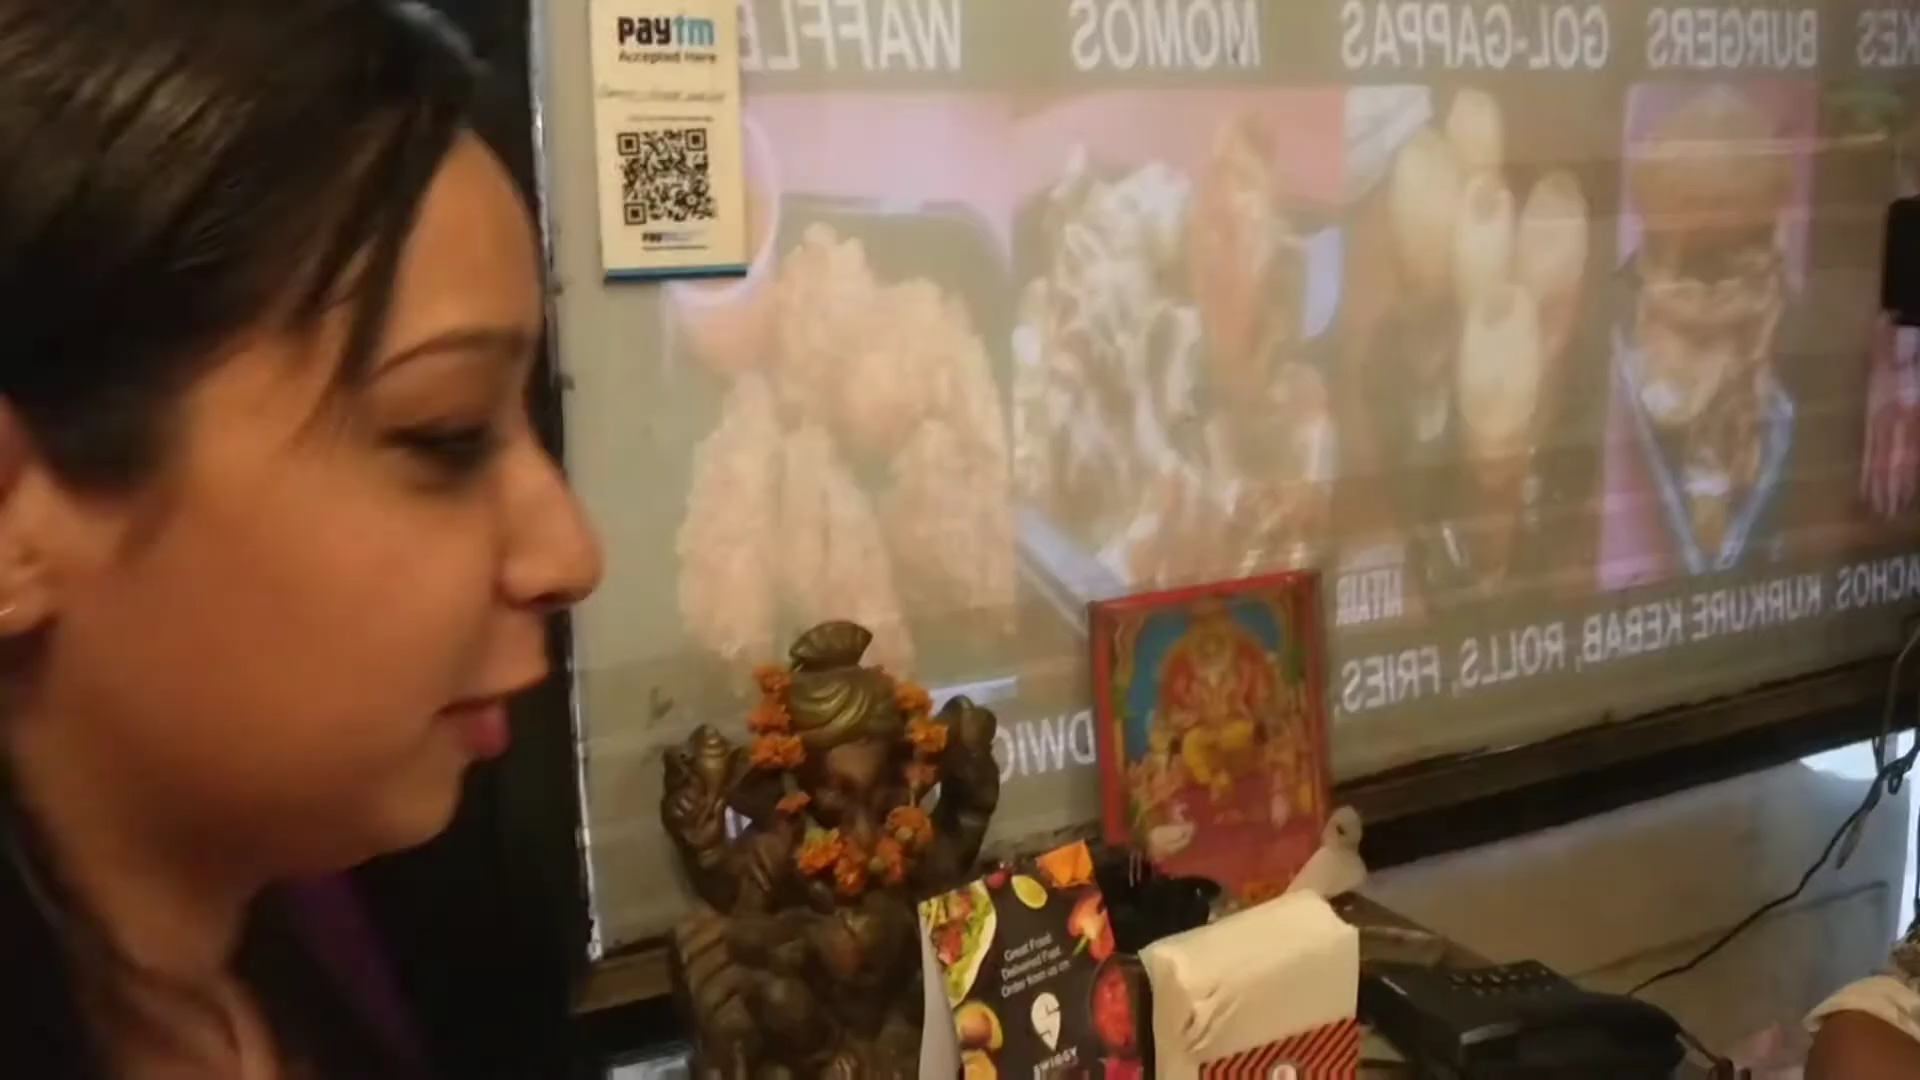 paytm
Accepted Here
WAFFLE
MOMOS
GOL-GAPPAS
BURGERS
KES
ACHOS, KURKURE KEBAB, ROLLS, FRIES,
DWIC
Great Food.
Delivered Fast.
Order from us on
SWIGGY